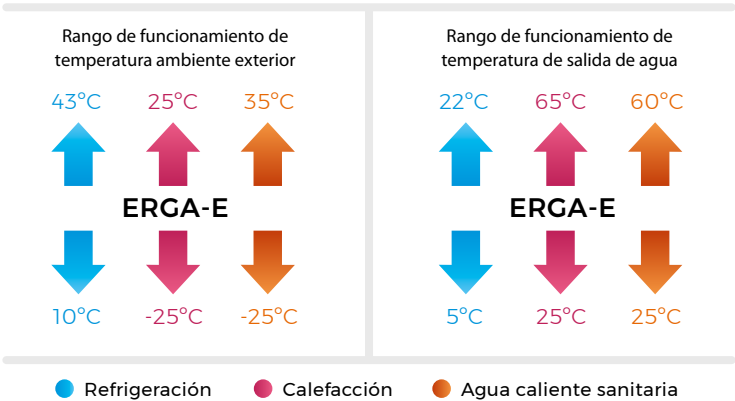 Rango de funcionamiento de
temperatura ambiente exterior
43°C 25°C 35°C
ERGA-E
10°C -25°C -25°C
Rango de funcionamiento de
temperatura de salida de agua
22°C 65°C 60°C
ERGA-E
5°C 25°C 25°C
Refrigeración Calefacción Agua caliente sanitaria